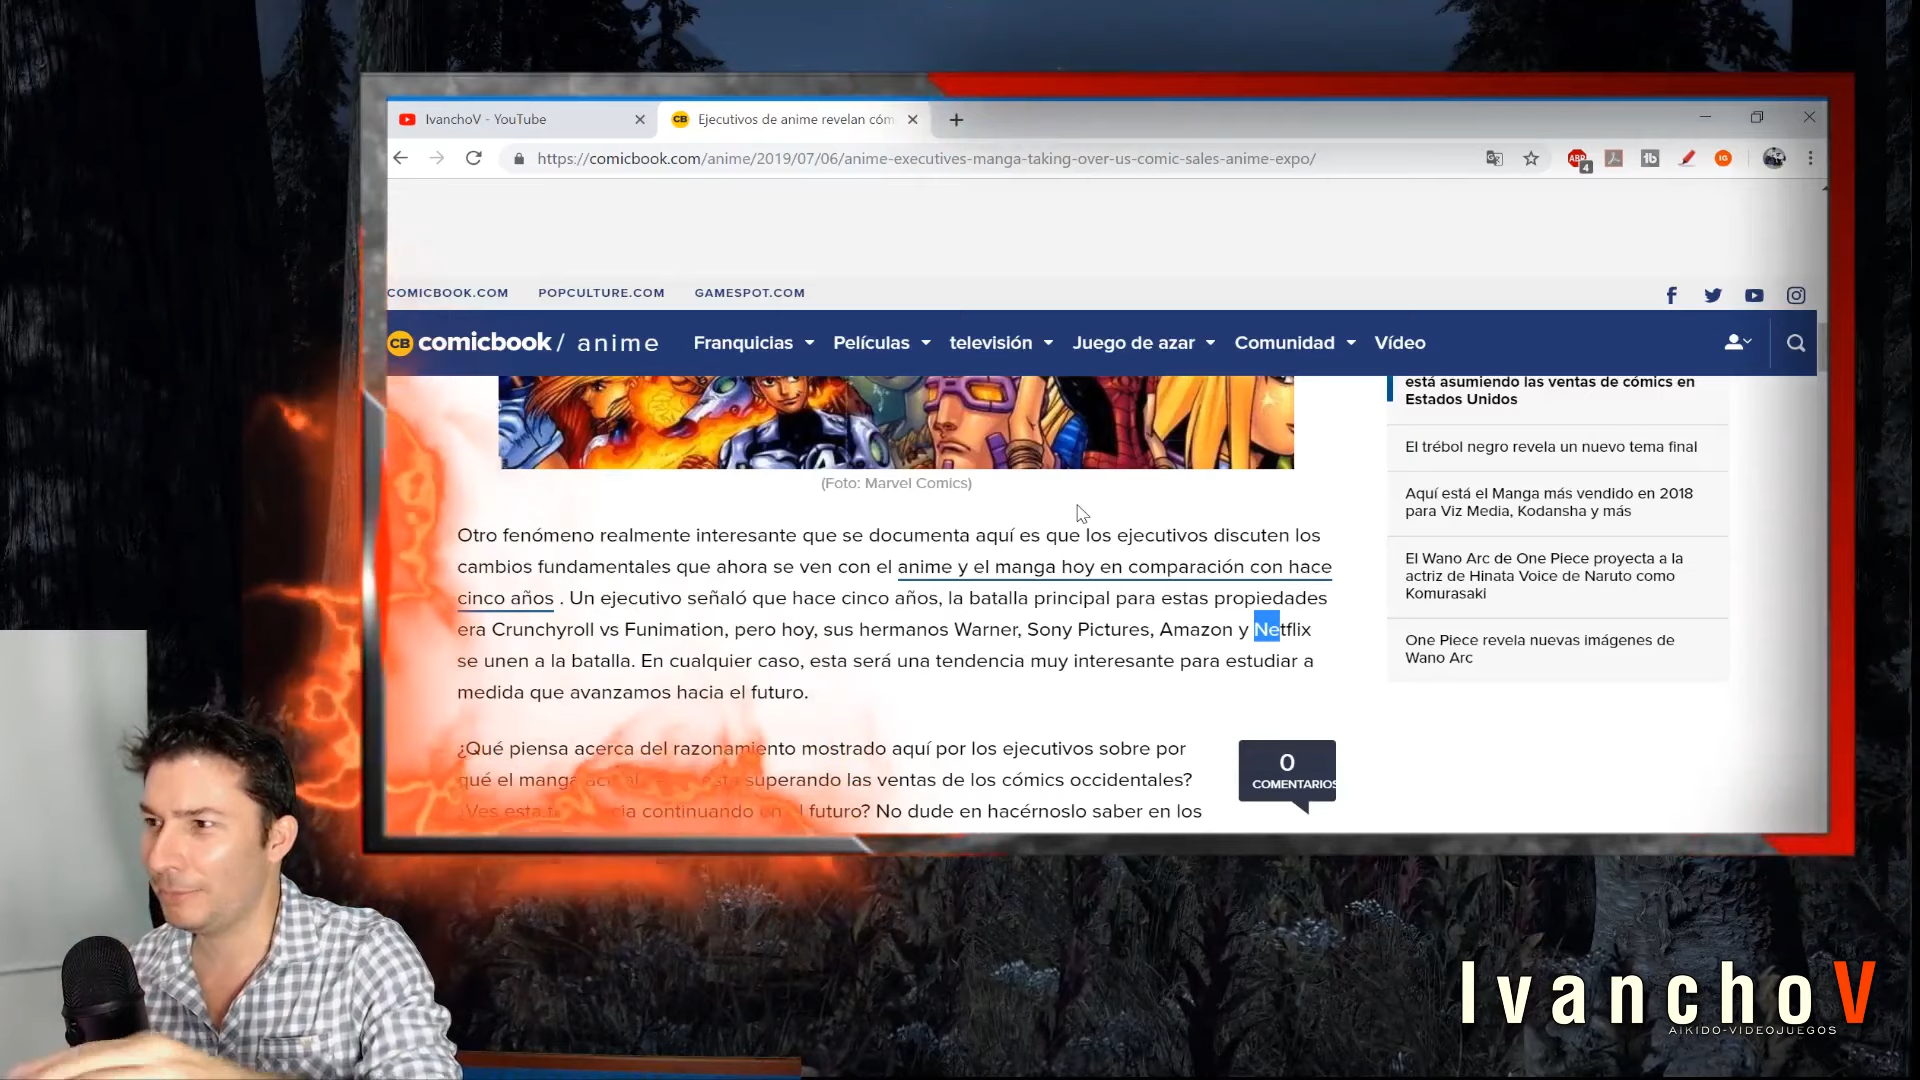 IvanchoV - YouTube
Ejecutivos de anime revelan cóm
https://comicbook.com/anime/2019/07/06/anime-executives-manga-taking-over-us-comic-sales-anime-expo/
ABP
4
COMICBOOK.COM POPCULTURE.COM GAMESPOT.COM
CB comicbook / anime
Franquicias Películas televisión Juego de azar Comunidad Vídeo
(Foto: Marvel Comics)
Otro fenómeno realmente interesante que se documenta aquí es que los ejecutivos discuten los
cambios fundamentales que ahora se ven con el anime y el manga hoy en comparación con hace
cinco años . Un ejecutivo señaló que hace cinco años, la batalla principal para estas propiedades
era Crunchyroll vs Funimation, pero hoy, sus hermanos Warner, Sony Pictures, Amazon y Netflix
se unen a la batalla. En cualquier caso, esta será una tendencia muy interesante para estudiar a
medida que avanzamos hacia el futuro.
¿Qué piensa acerca del razonamiento mostrado aquí por los ejecutivos sobre por
qué el manga superando las ventas de los cómics occidentales?
¿Ves futuro? No dude en hacérnoslo saber en los
0
COMENTARIOS
está asumiendo las ventas de cómics en
Estados Unidos
El trébol negro revela un nuevo tema final
Aquí está el Manga más vendido en 2018
para Viz Media, Kodansha y más
El Wano Arc de One Piece proyecta a la
actriz de Hinata Voice de Naruto como
Komurasaki
One Piece revela nuevas imágenes de
Wano Arc
IvanchoV
AIKIDO-VIDEOJUEGOS